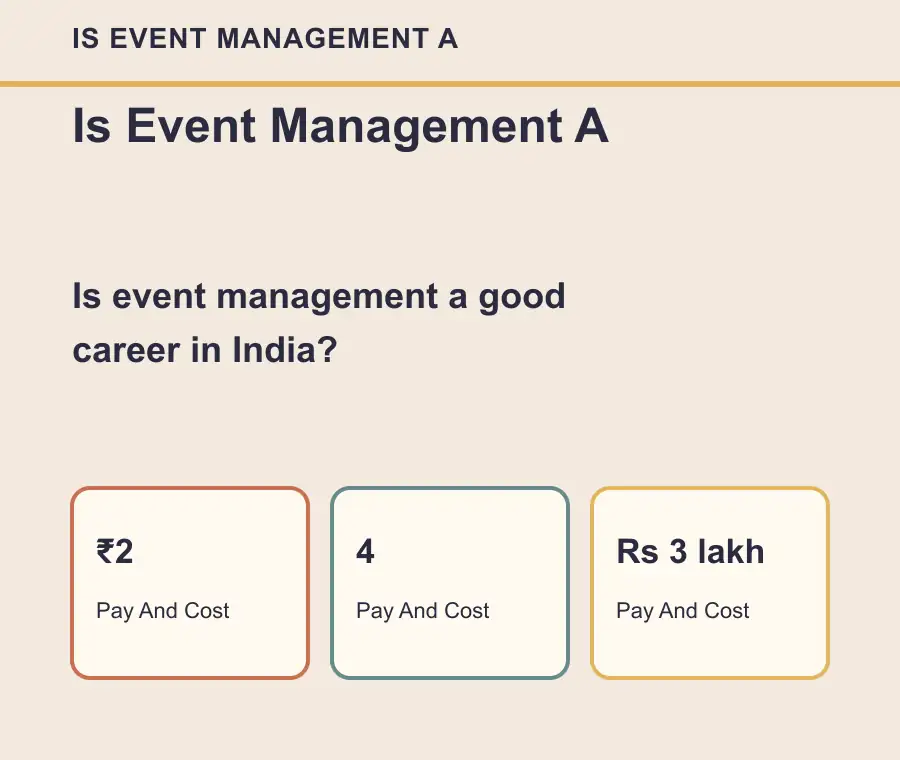 IS EVENT MANAGEMENT A
Is Event Management A
Is event management a good
career in India?
₹2
Pay And Cost
4
Pay And Cost
Rs 3 lakh
Pay And Cost